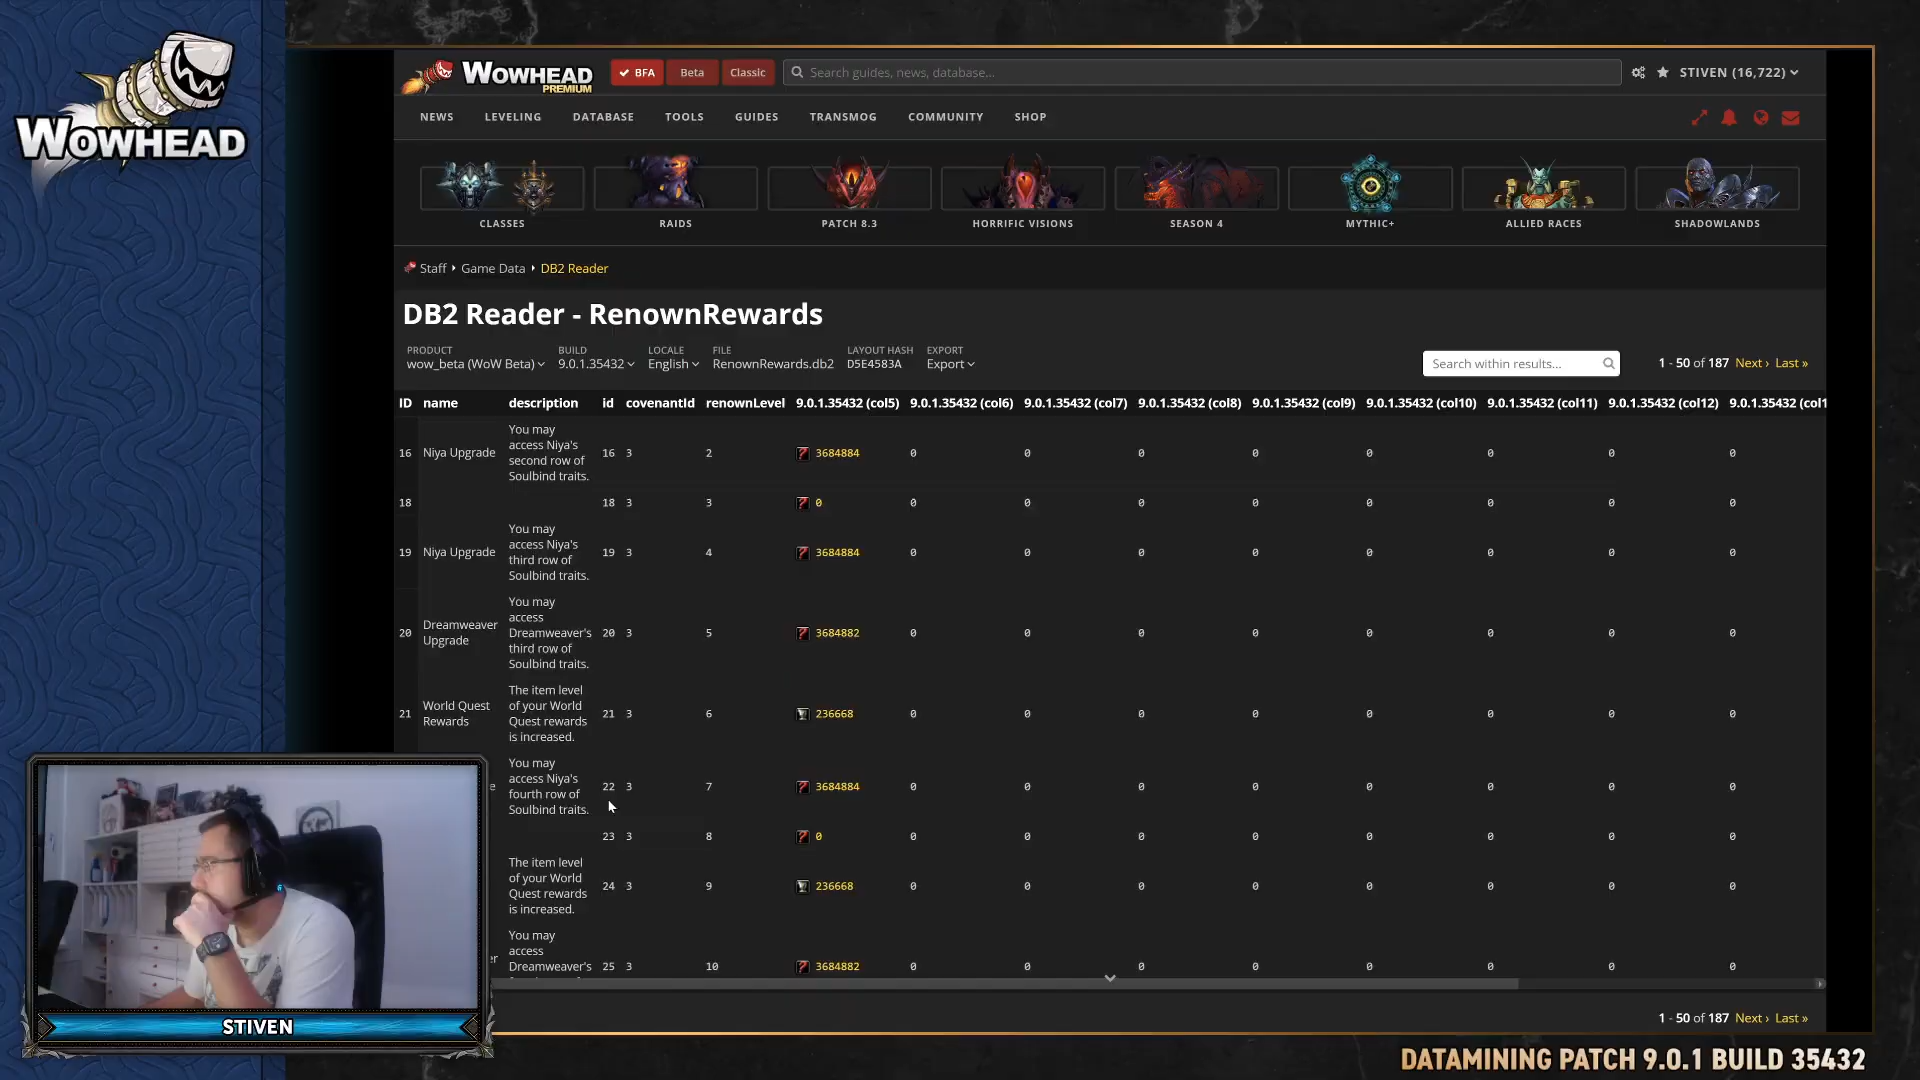 WOWHEAD
WOWHEAD
PREMIUM
BFA
Beta
Classic
Search guides, news, database...
STIVEN (16,722)
NEWS
LEVELING
DATABASE
TOOLS
GUIDES
TRANSMOG
COMMUNITY
SHOP
CLASSES
RAIDS
PATCH 8.3
HORRIFIC VISIONS
SEASON 4
MYTHIC+
ALLIED RACES
SHADOWLANDS
Staff
Game Data
DB2 Reader
DB2 Reader - RenownRewards
PRODUCT BUILD LOCALE FILE LAYOUT HASH EXPORT
wow_beta (WoW Beta) 9.0.1.35432 English RenownRewards.db2 D5E4583A Export
Search within results...
1 - 50 of 187 Next › Last »
ID name description id covenantId renownLevel 9.0.1.35432 (col5) 9.0.1.35432 (col6) 9.0.1.35432 (col7) 9.0.1.35432 (col8) 9.0.1.35432 (col9) 9.0.1.35432 (col10) 9.0.1.35432 (col11) 9.0.1.35432 (col12) 9.0.1.35432 (col1
You may
access Niya's
16 Niya Upgrade second row of 16 3 2 3684884 0 0 0 0 0 0 0 0
Soulbind traits.
18 18 3 3 0 0 0 0 0 0 0 0 0
You may
access Niya's
19 Niya Upgrade third row of 19 3 4 3684884 0 0 0 0 0 0 0 0
Soulbind traits.
You may
access
20 Dreamweaver Upgrade Dreamweaver's 20 3 5 3684882 0 0 0 0 0 0 0 0
third row of
Soulbind traits.
The item level
of your World
21 World Quest Rewards Quest rewards 21 3 6 236668 0 0 0 0 0 0 0 0
is increased.
You may
access Niya's
e fourth row of 22 3 7 3684884 0 0 0 0 0 0 0 0
Soulbind traits.
23 3 8 0 0 0 0 0 0 0 0 0
The item level
of your World
Quest rewards 24 3 9 236668 0 0 0 0 0 0 0 0
is increased.
You may
access
er Dreamweaver's 25 3 10 3684882 0 0 0 0 0 0 0 0
1 - 50 of 187 Next › Last »
STIVEN
DATAMINING PATCH 9.0.1 BUILD 35432